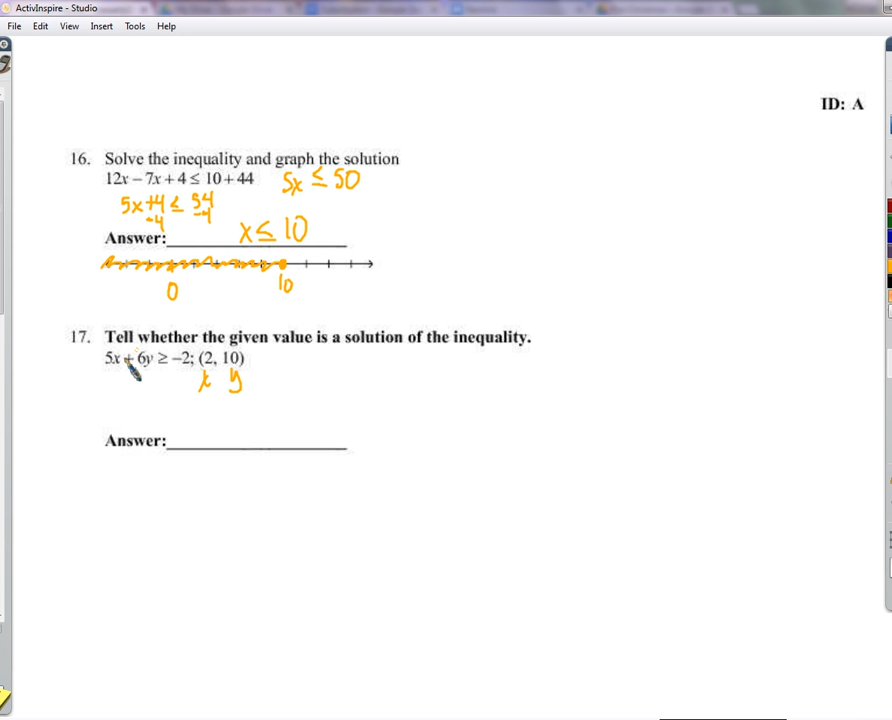 ActivInspire - Studio
File Edit View Insert Tools Help
ID: A
16. Solve the inequality and graph the solution
12x – 7x + 4 ≤ 10 + 44 5x ≤ 50
5x+4 ≤ 54
-4 -4
Answer: x ≤ 10
0 10
17. Tell whether the given value is a solution of the inequality.
5x + 6y ≥ –2; (2, 10)
x y
Answer: